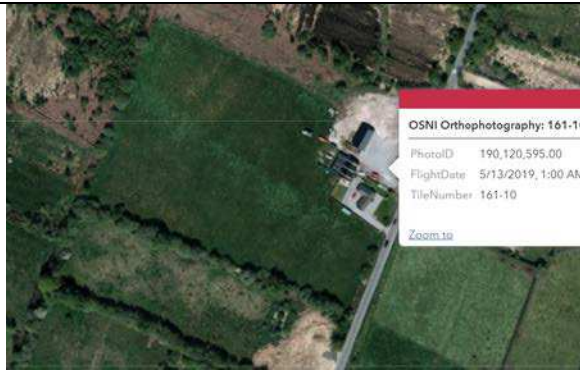 OSNI Orthophotography: 161-1
PhotoID 190,120,595.00
FlightDate 5/13/2019, 1:00 AM
TileNumber 161-10
Zoom to